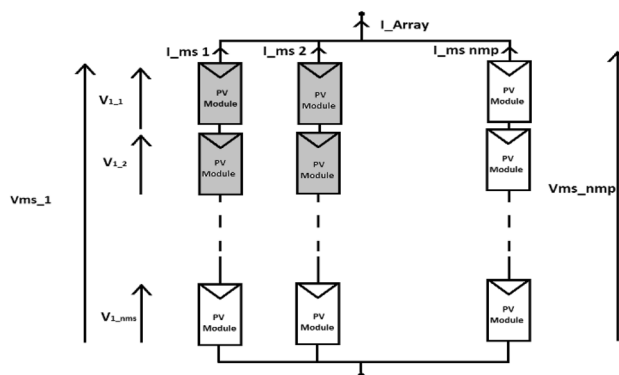 I_Array
I_ms 1
I_ms 2
I_ms nmp
V1_1
PV
Module
PV
Module
PV
Module
V1_2
PV
Module
PV
Module
PV
Module
Vms_1
Vms_nmp
V1_nms
PV
Module
PV
Module
PV
Module